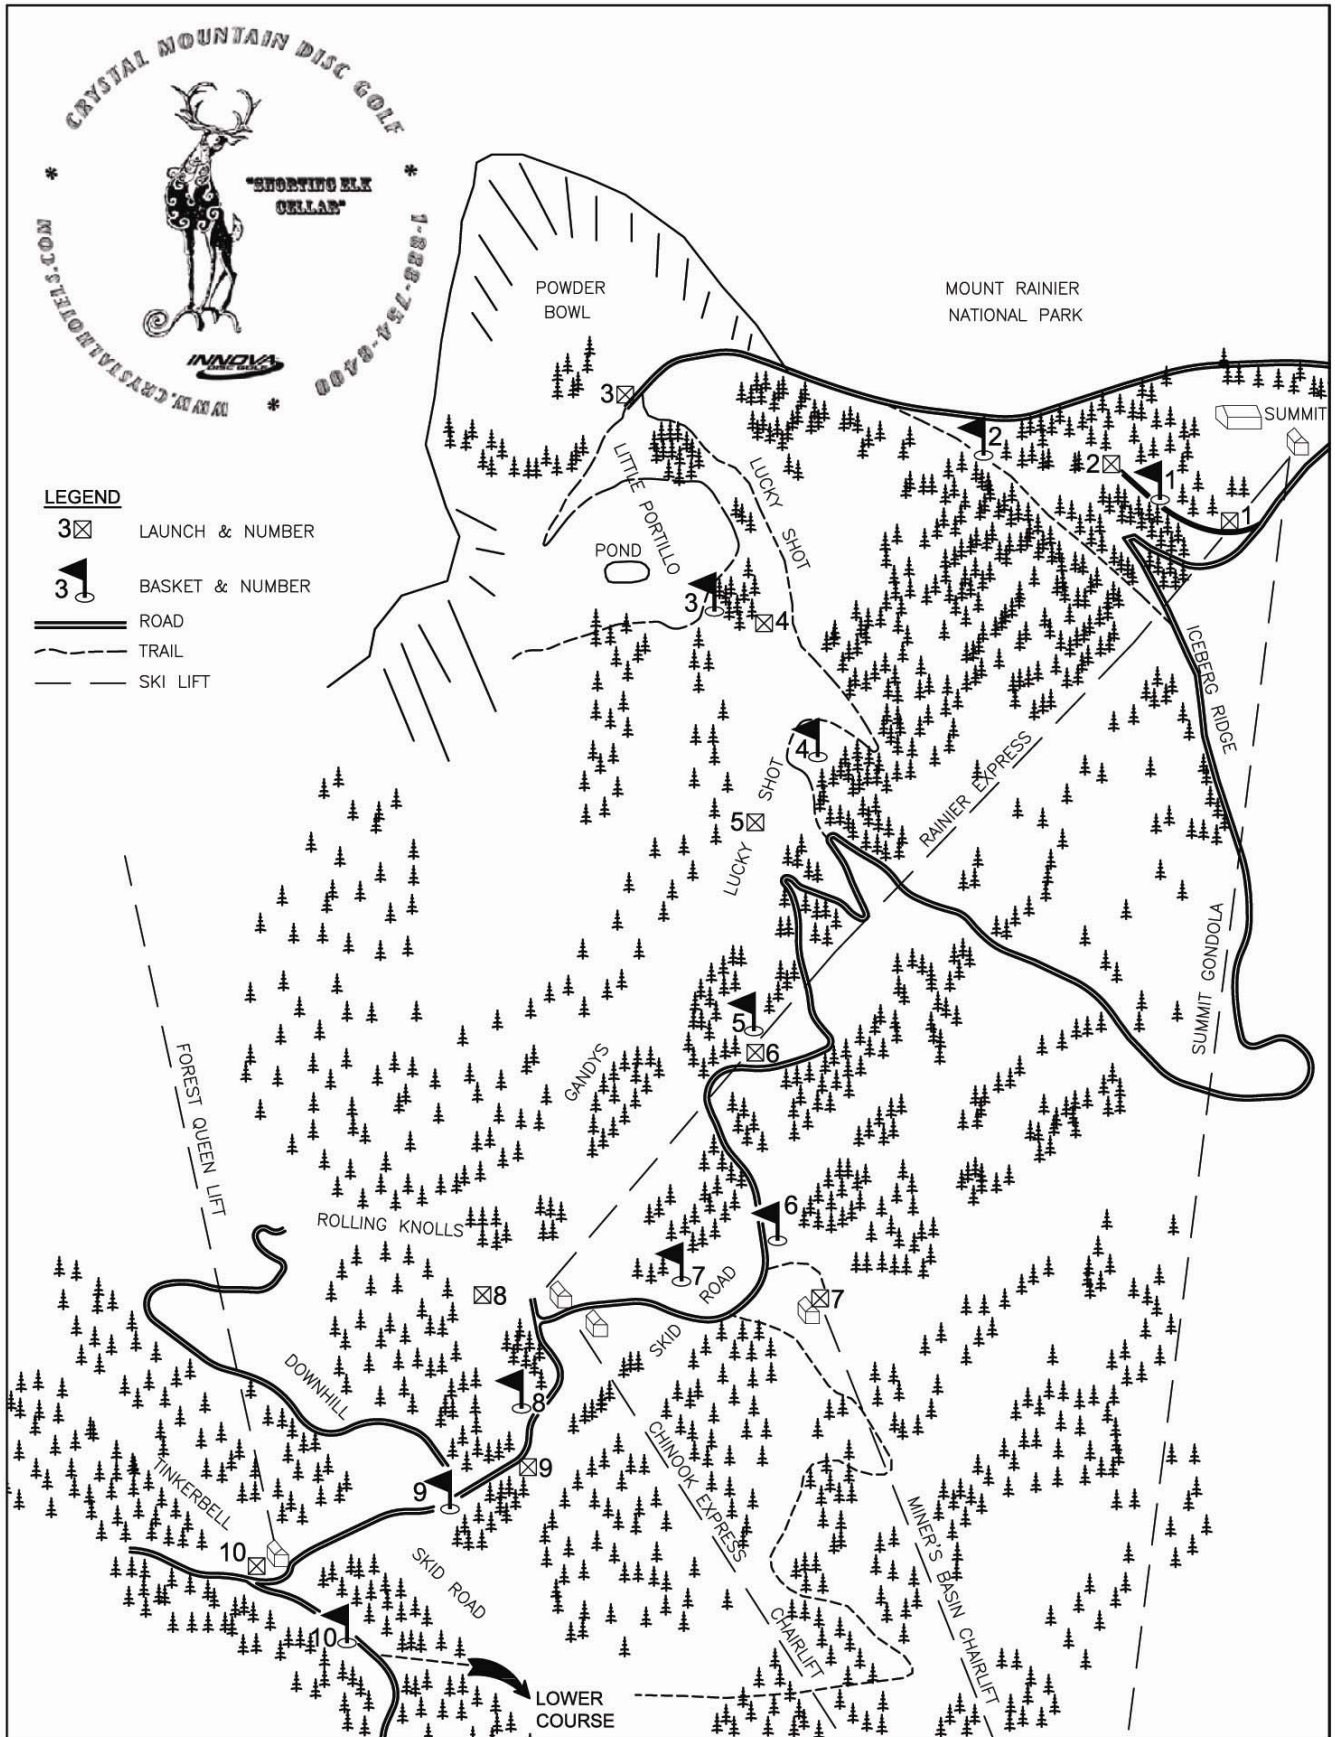 CRYSTAL MOUNTAIN DISC GOLF
"SNORTING ELK
CELLAR"
1-888-754-6400
WWW.CRYSTALHOTELS.COM
INNOVA
DISC GOLF
POWDER
BOWL
MOUNT RAINIER
NATIONAL PARK
SUMMIT
3
2
2
1
1
LITTLE PORTILLO
LUCKY SHOT
LEGEND
3 LAUNCH & NUMBER
3 BASKET & NUMBER
ROAD
TRAIL
SKI LIFT
POND
3
4
ICEBERG RIDGE
4
RAINIER EXPRESS
5
LUCKY SHOT
SUMMIT GONDOLA
5
6
GANDYS
FOREST QUEEN LIFT
6
ROLLING KNOLLS
7
8
7
SKID ROAD
DOWNHILL
8
CHINOOK EXPRESS CHAIRLIFT
9
9
TINKERBELL
MINER'S BASIN CHAIRLIFT
10
SKID ROAD
10
LOWER
COURSE